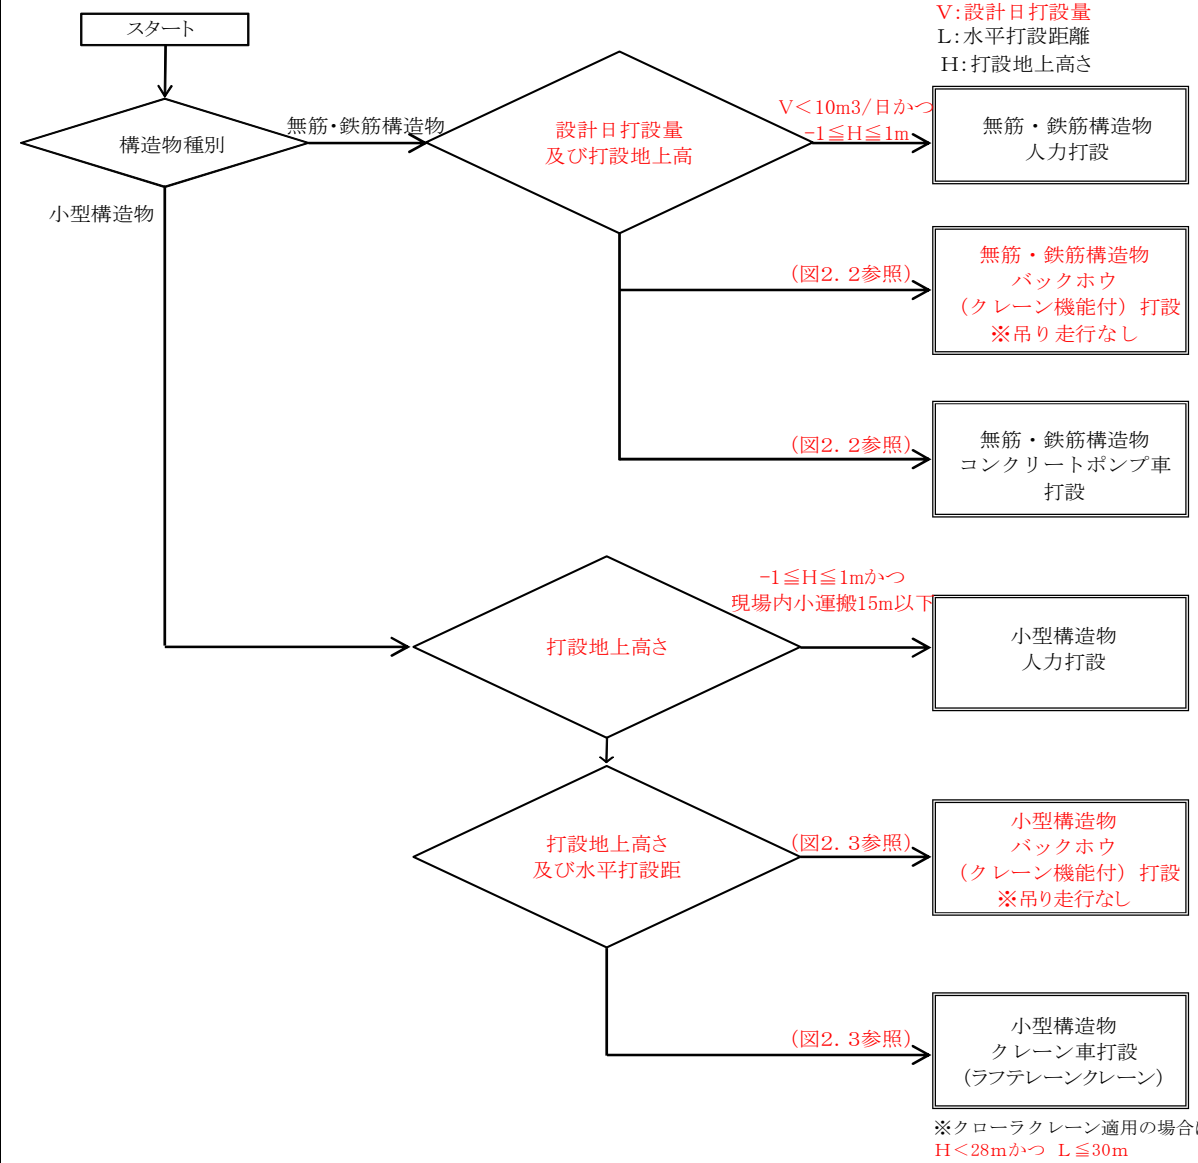 V:設計日打設量
L:水平打設距離
H:打設地上高さ
スタート
構造物種別
無筋・鉄筋構造物
小型構造物
設計日打設量
及び打設地上高
V＜10m3/日かつ
-1≦H≦1m
無筋・鉄筋構造物
人力打設
(図2．2参照)
無筋・鉄筋構造物
バックホウ
（クレーン機能付）打設
※吊り走行なし
(図2．2参照)
無筋・鉄筋構造物
コンクリートポンプ車
打設
打設地上高さ
-1≦H≦1mかつ
現場内小運搬15m以下
小型構造物
人力打設
打設地上高さ
及び水平打設距
(図2．3参照)
小型構造物
バックホウ
（クレーン機能付）打設
※吊り走行なし
(図2．3参照)
小型構造物
クレーン車打設
(ラフテレーンクレーン)
※クローラクレーン適用の場合
H＜28mかつ L≦30m